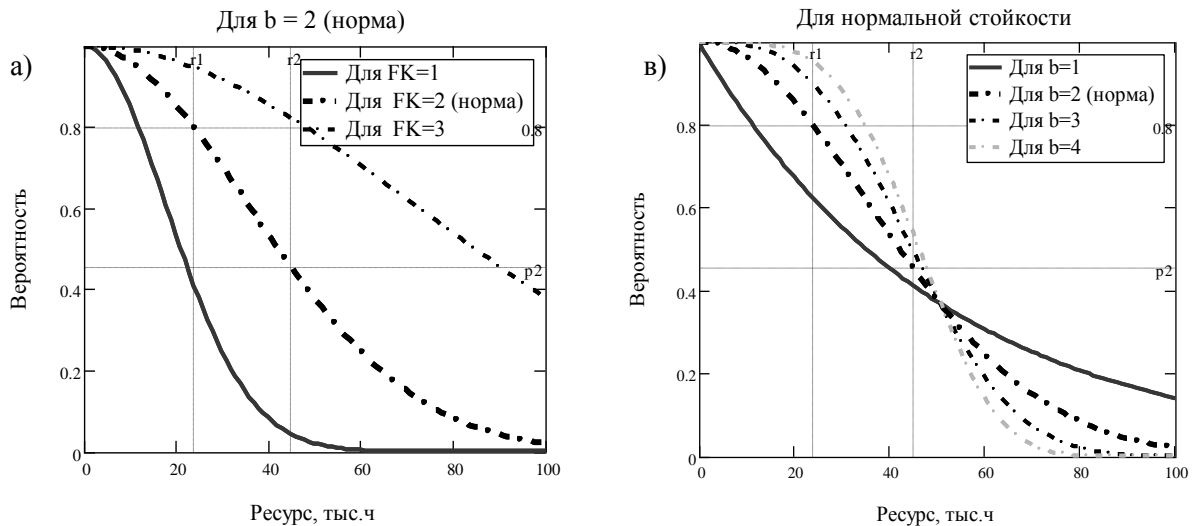 Для b = 2 (норма)
а)
r1
r2
Для FK=1
Для FK=2 (норма)
Для FK=3
0.8
p2
Вероятность
0.8
0.6
0.4
0.2
0
0
20
40
60
80
100
Ресурс, тыс.ч
Для нормальной стойкости
в)
r1
r2
Для b=1
Для b=2 (норма)
Для b=3
Для b=4
0.8
p2
Вероятность
0.8
0.6
0.4
0.2
0
0
20
40
60
80
100
Ресурс, тыс.ч